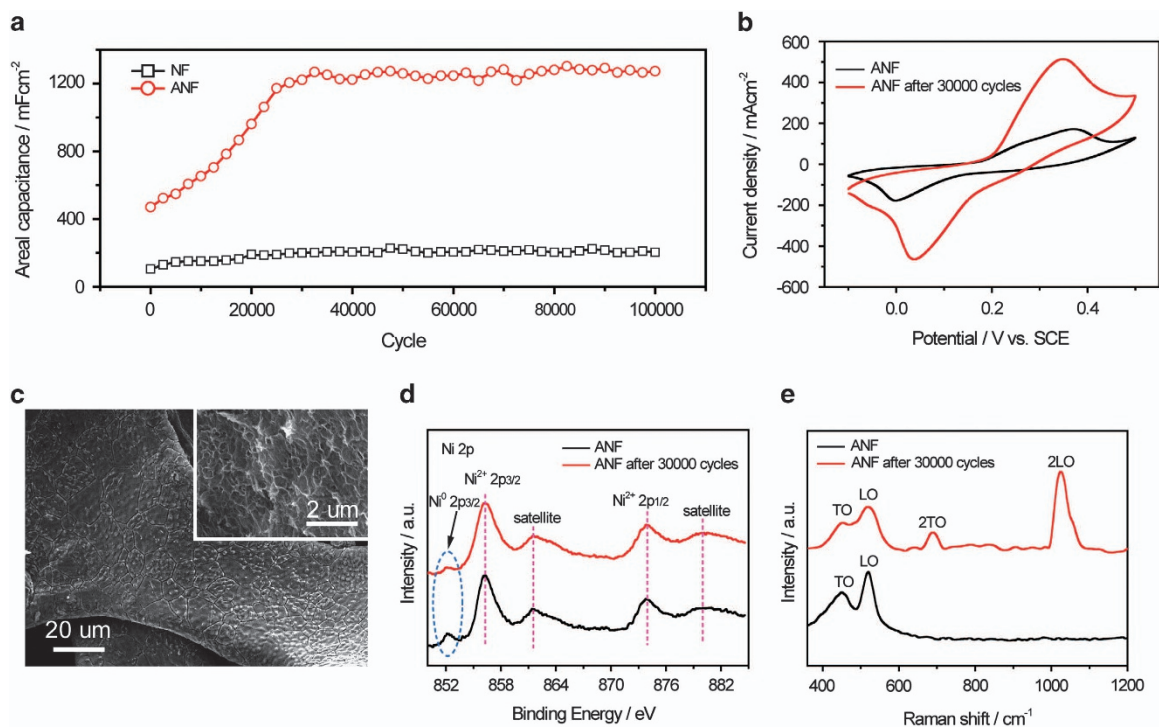 a
NF
ANF
Areal capacitance / mFcm⁻²
1200
800
400
0
0 20000 40000 60000 80000 100000
Cycle
b
ANF
ANF after 30000 cycles
Current density / mAcm⁻²
600
400
200
0
-200
-400
-600
0.0 0.2 0.4
Potential / V vs. SCE
c
2 um
20 um
d
ANF
ANF after 30000 cycles
Ni 2p
Ni²⁺ 2p3/2
Ni⁰ 2p3/2
satellite
Ni²⁺ 2p1/2
satellite
Intensity / a.u.
852 858 864 870 876 882
Binding Energy / eV
e
ANF
ANF after 30000 cycles
2LO
TO LO
2TO
LO
TO
Intensity / a.u.
400 600 800 1000 1200
Raman shift / cm⁻¹